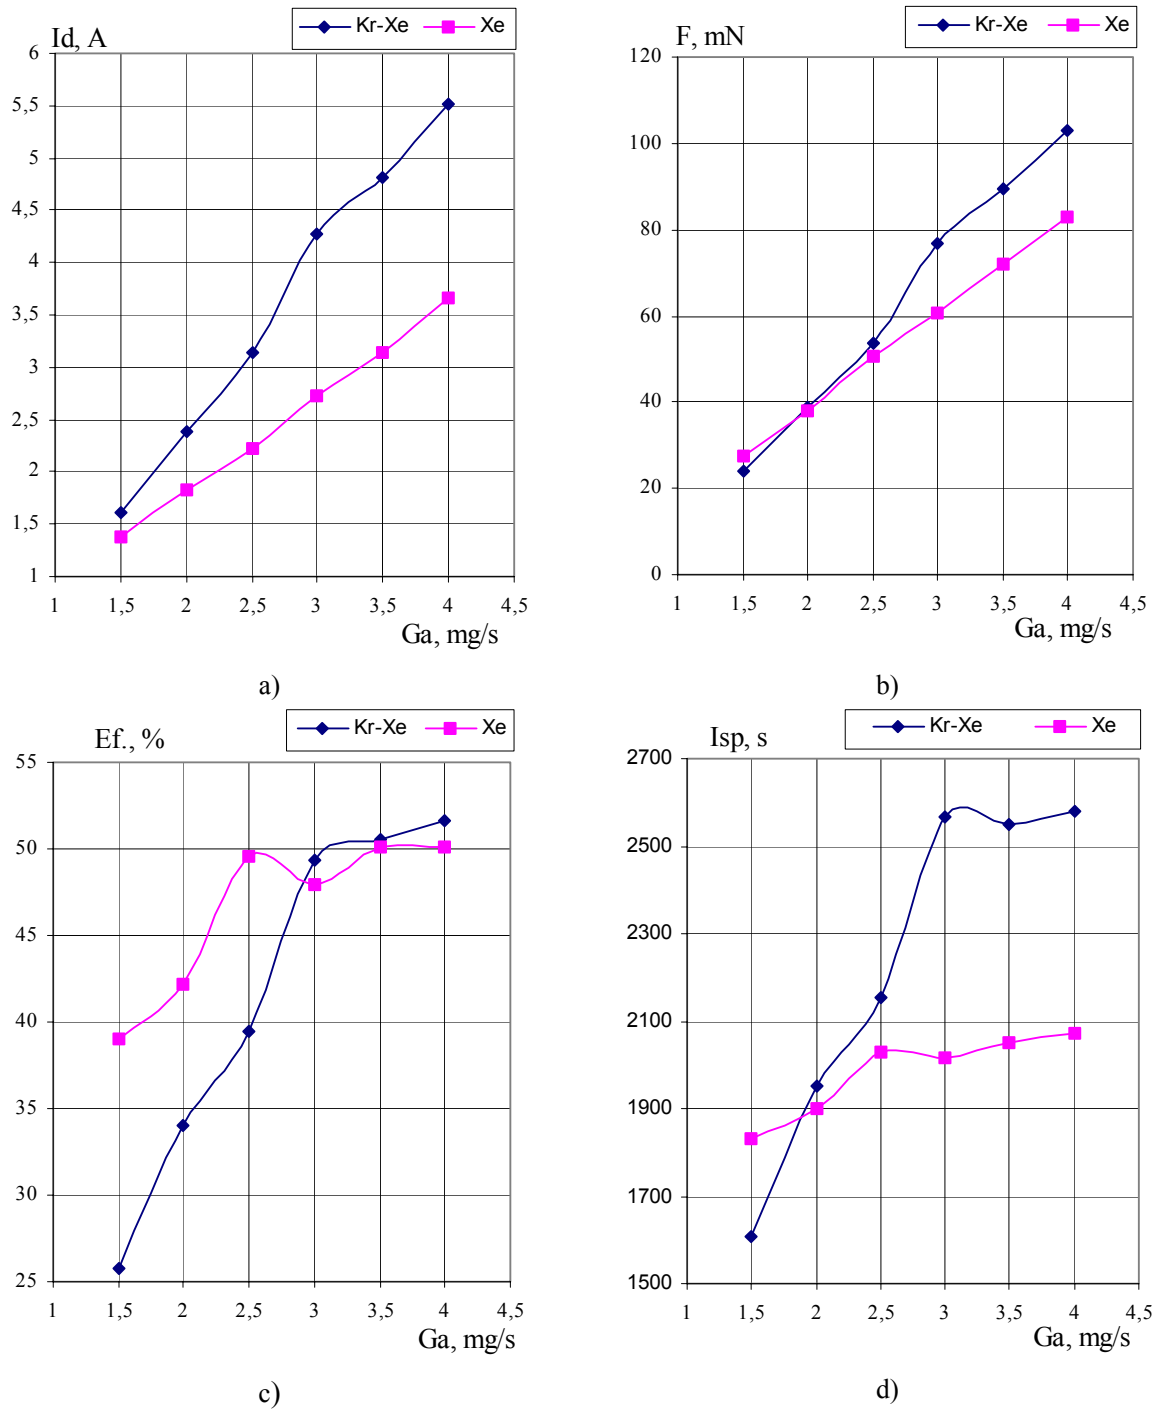 Id, A
Kr-Xe Xe
6
5,5
5
4,5
4
3,5
3
2,5
2
1,5
1
1 1,5 2 2,5 3 3,5 4 4,5
Ga, mg/s
a)
F, mN
Kr-Xe Xe
120
100
80
60
40
20
0
1 1,5 2 2,5 3 3,5 4 4,5
Ga, mg/s
b)
Ef., %
Kr-Xe Xe
55
50
45
40
35
30
25
1 1,5 2 2,5 3 3,5 4 4,5
Ga, mg/s
c)
Isp, s
Kr-Xe Xe
2700
2500
2300
2100
1900
1700
1500
1 1,5 2 2,5 3 3,5 4 4,5
Ga, mg/s
d)